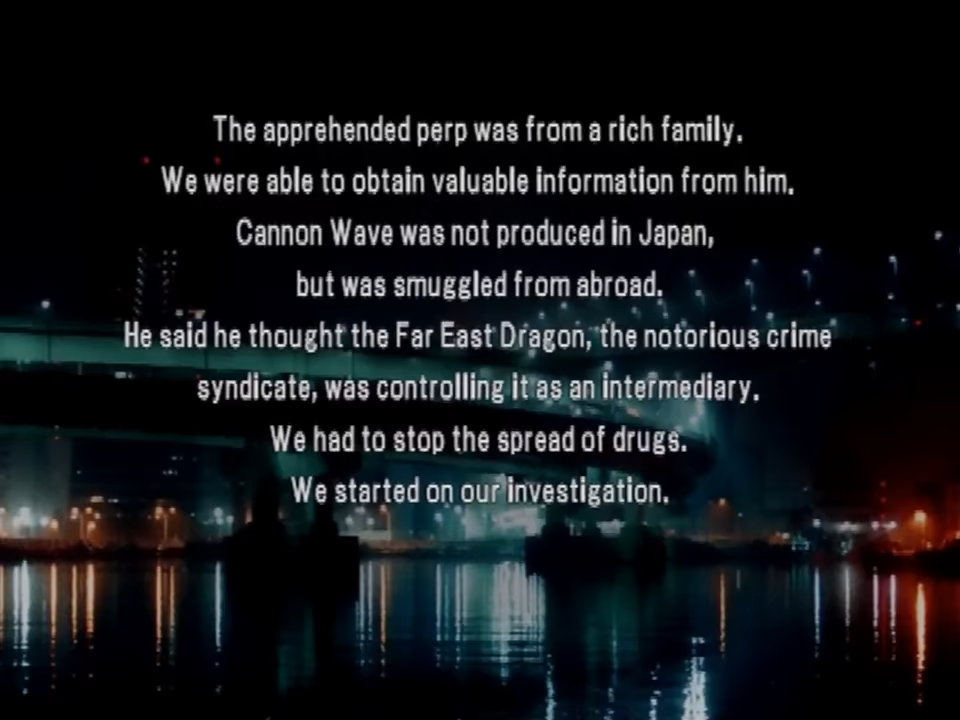 The apprehended perp was from a rich family.
We were able to obtain valuable information from him.
Cannon Wave was not produced in Japan,
but was smuggled from abroad.
He said he thought the Far East Dragon, the notorious crime
syndicate, was controlling it as an intermediary.
We had to stop the spread of drugs.
We started on our investigation.